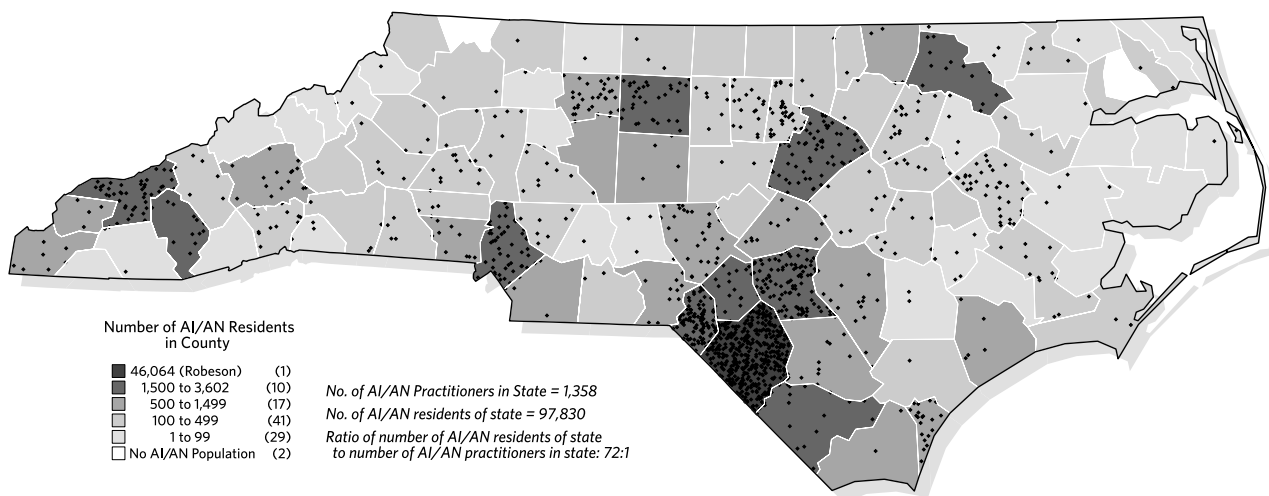 Number of AI/AN Residents
in County
46,064 (Robeson) (1)
1,500 to 3,602 (10)
500 to 1,499 (17)
100 to 499 (41)
1 to 99 (29)
No AI/AN Population (2)
No. of AI/AN Practitioners in State = 1,358
No. of AI/AN residents of state = 97,830
Ratio of number of AI/AN residents of state
to number of AI/AN practitioners in state: 72:1